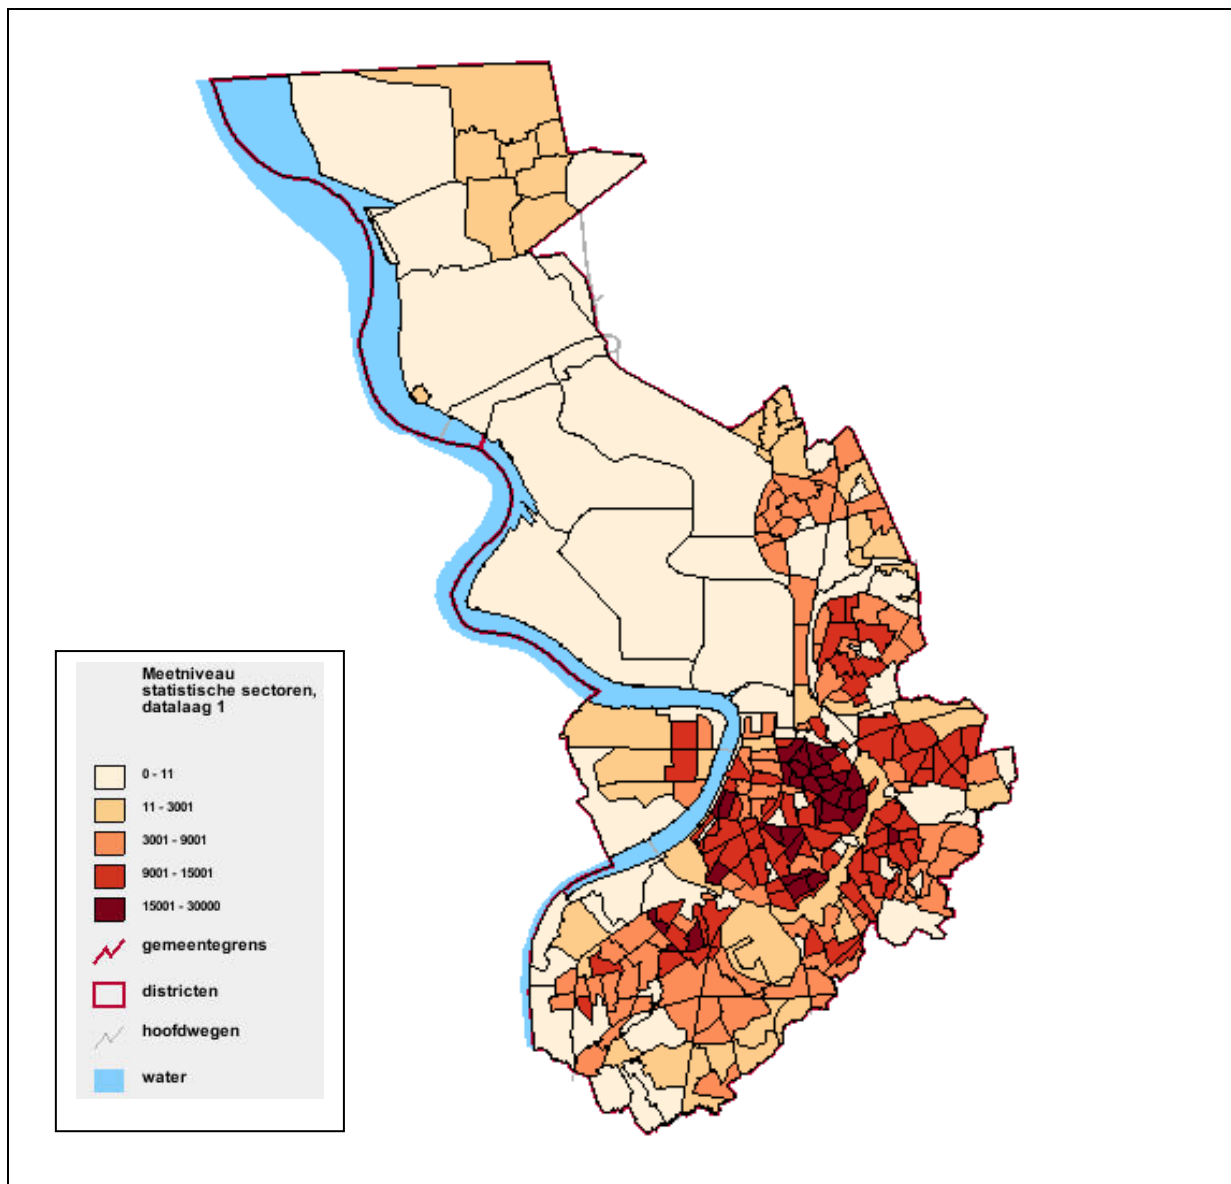 Meetniveau
statistische sectoren,
datalaag 1
0 - 11
11 - 3001
3001 - 9001
9001 - 15001
15001 - 30000
gemeentegrens
districten
hoofdwegen
water